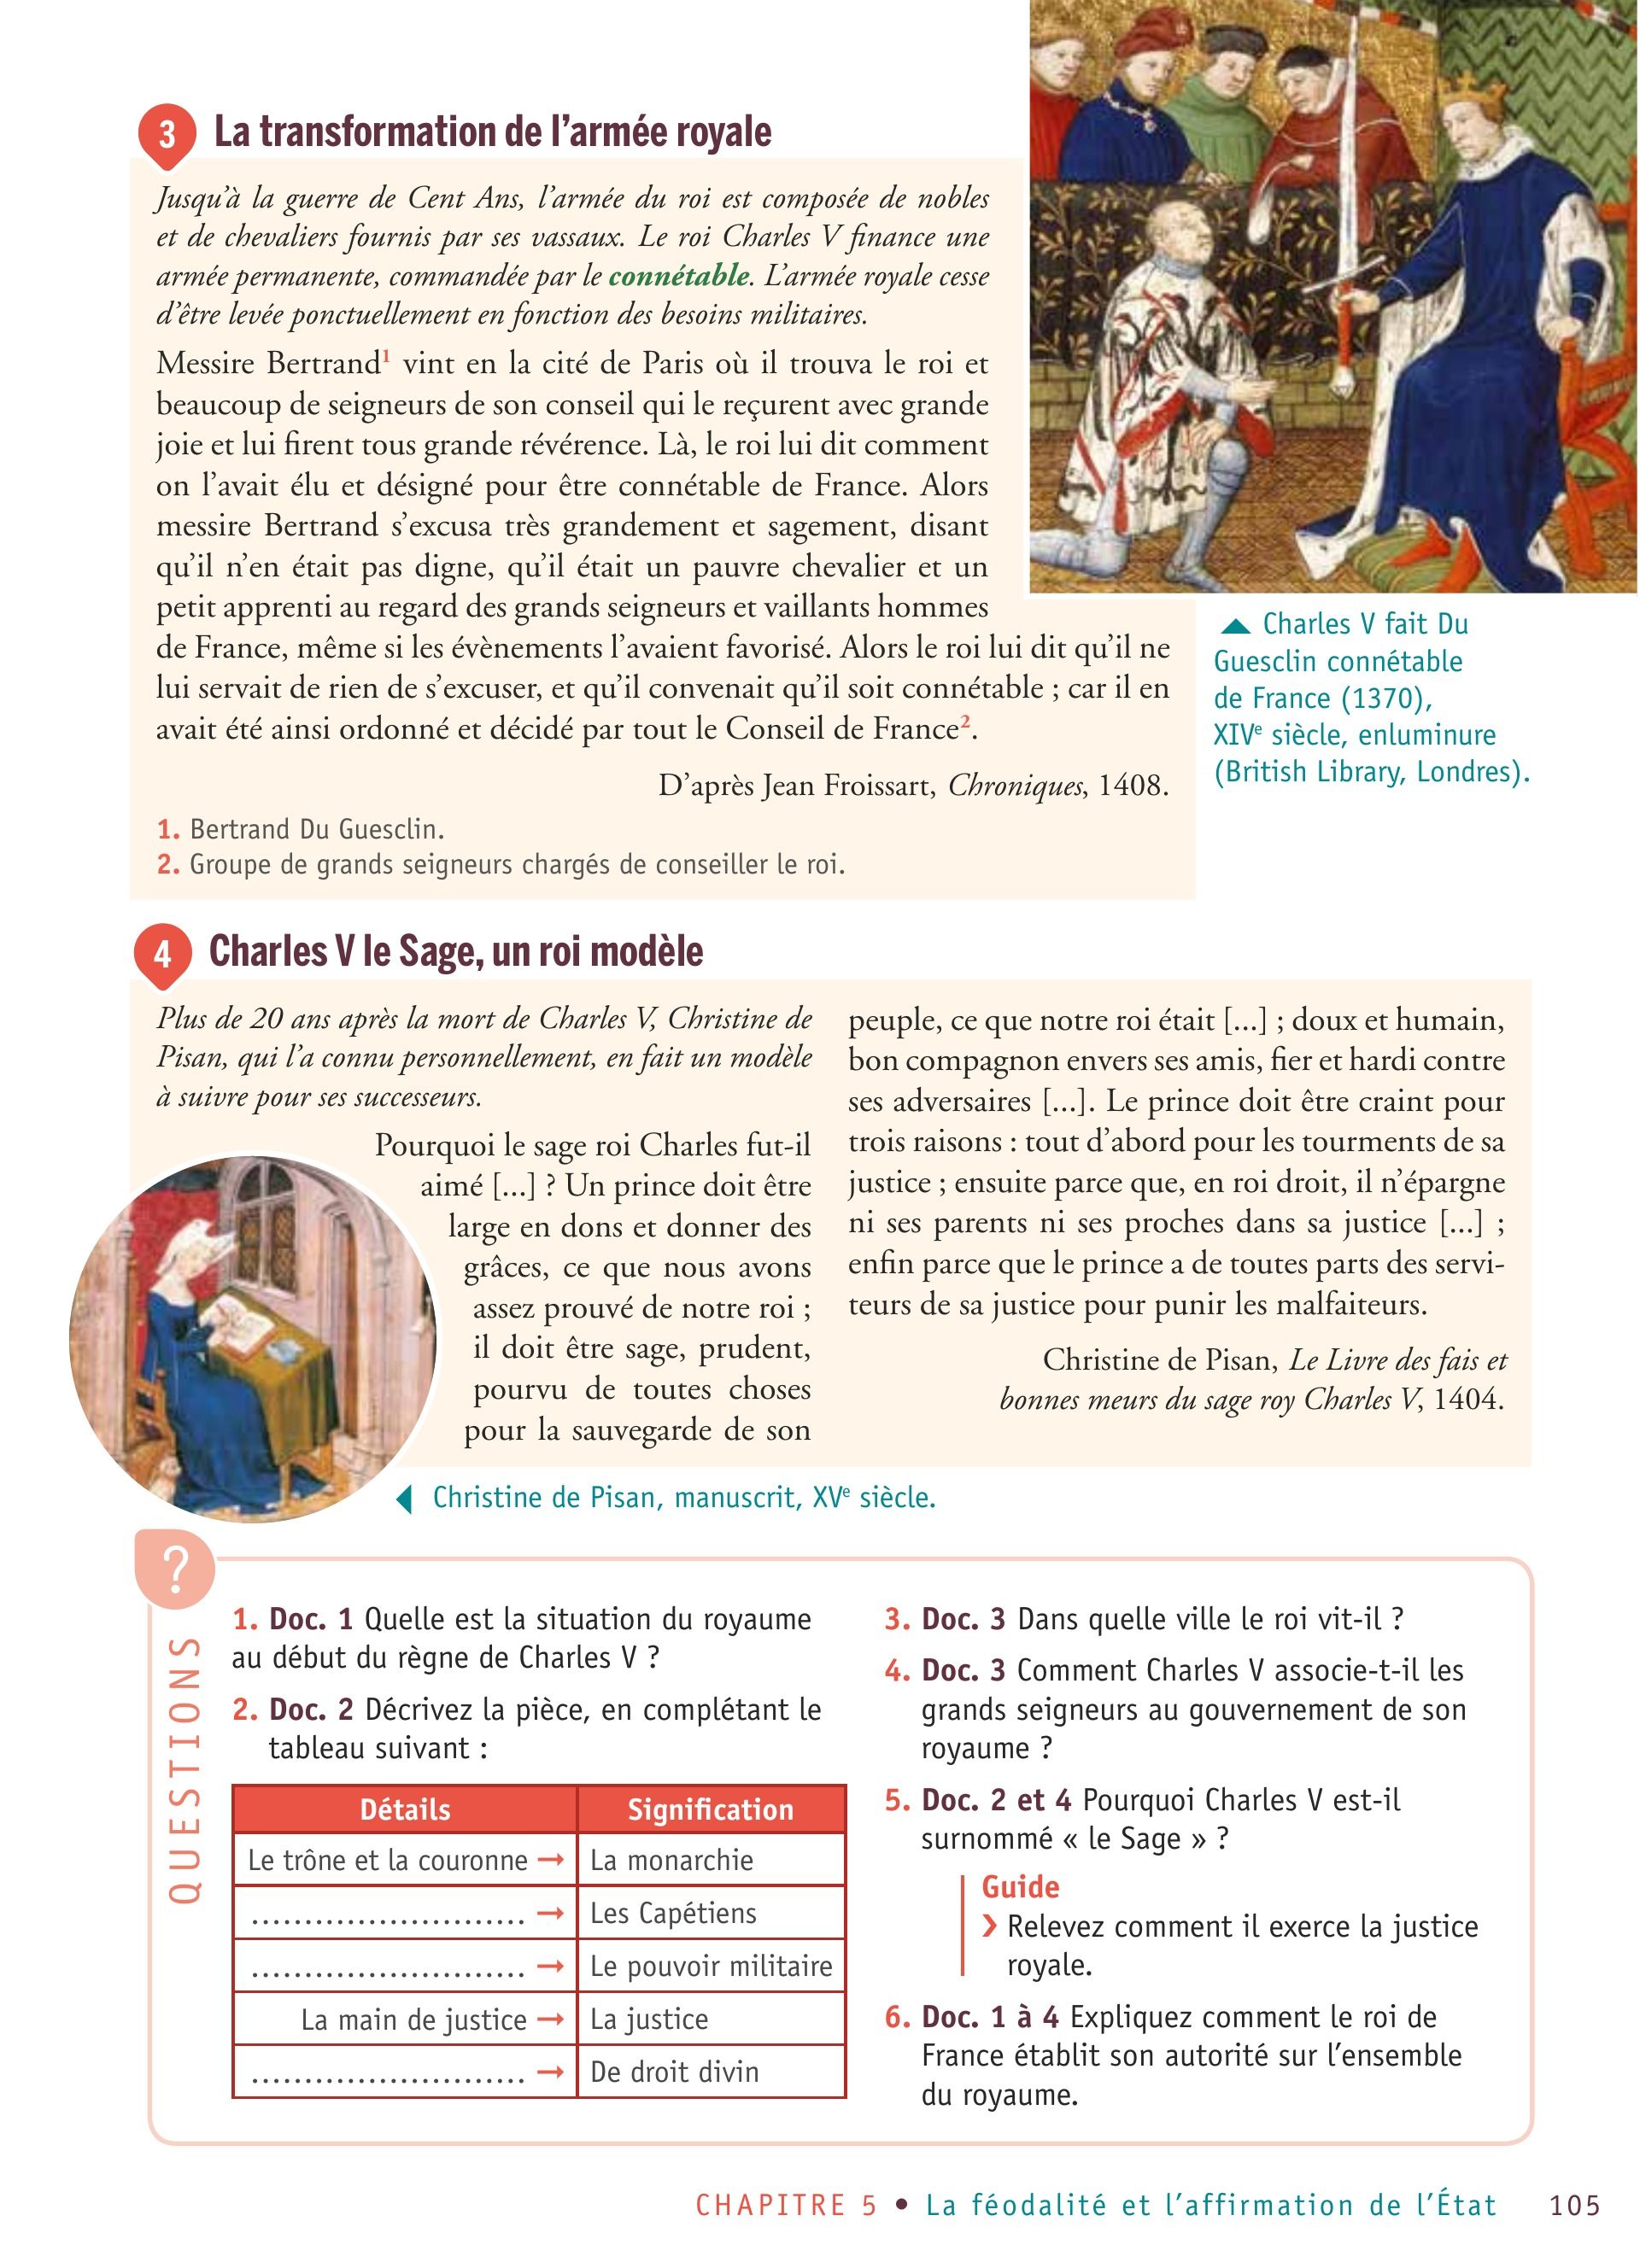 3 La transformation de l'armée royale
Jusqu'à la guerre de Cent Ans, l'armée du roi est composée de nobles
et de chevaliers fournis par ses vassaux. Le roi Charles V finance une
armée permanente, commandée par le connétable. L'armée royale cesse
d'être levée ponctuellement en fonction des besoins militaires.
Messire Bertrand¹ vint en la cité de Paris où il trouva le roi et
beaucoup de seigneurs de son conseil qui le reçurent avec grande
joie et lui firent tous grande révérence. Là, le roi lui dit comment
on l'avait élu et désigné pour être connétable de France. Alors
messire Bertrand s'excusa très grandement et sagement, disant
qu'il n'en était pas digne, qu'il était un pauvre chevalier et un
petit apprenti au regard des grands seigneurs et vaillants hommes
de France, même si les évènements l'avaient favorisé. Alors le roi lui dit qu'il ne
lui servait de rien de s'excuser, et qu'il convenait qu'il soit connétable ; car il en
avait été ainsi ordonné et décidé par tout le Conseil de France².
D'après Jean Froissart, Chroniques, 1408.
1. Bertrand Du Guesclin.
2. Groupe de grands seigneurs chargés de conseiller le roi.
Charles V fait Du
Guesclin connétable
de France (1370),
XIVe siècle, enluminure
(British Library, Londres).
4 Charles V le Sage, un roi modèle
Plus de 20 ans après la mort de Charles V, Christine de
Pisan, qui l'a connu personnellement, en fait un modèle
à suivre pour ses successeurs.
Pourquoi le sage roi Charles fut-il
aimé [...] ? Un prince doit être
large en dons et donner des
grâces, ce que nous avons
assez prouvé de notre roi ;
il doit être sage, prudent,
pourvu de toutes choses
pour la sauvegarde de son
peuple, ce que notre roi était [...] ; doux et humain,
bon compagnon envers ses amis, fier et hardi contre
ses adversaires [...]. Le prince doit être craint pour
trois raisons : tout d'abord pour les tourments de sa
justice ; ensuite parce que, en roi droit, il n'épargne
ni ses parents ni ses proches dans sa justice [...] ;
enfin parce que le prince a de toutes parts des servi-
teurs de sa justice pour punir les malfaiteurs.
Christine de Pisan, Le Livre des fais et
bonnes meurs du sage roy Charles V, 1404.
Christine de Pisan, manuscrit, XVe siècle.
?
QUESTIONS
1. Doc. 1 Quelle est la situation du royaume
au début du règne de Charles V ?
2. Doc. 2 Décrivez la pièce, en complétant le
tableau suivant :
Détails Signification
Le trône et la couronne → La monarchie
.......................... → Les Capétiens
.......................... → Le pouvoir militaire
La main de justice → La justice
.......................... → De droit divin
3. Doc. 3 Dans quelle ville le roi vit-il ?
4. Doc. 3 Comment Charles V associe-t-il les
grands seigneurs au gouvernement de son
royaume ?
5. Doc. 2 et 4 Pourquoi Charles V est-il
surnommé « le Sage » ?
Guide
❯ Relevez comment il exerce la justice
royale.
6. Doc. 1 à 4 Expliquez comment le roi de
France établit son autorité sur l'ensemble
du royaume.
CHAPITRE 5 • La féodalité et l'affirmation de l'État 105